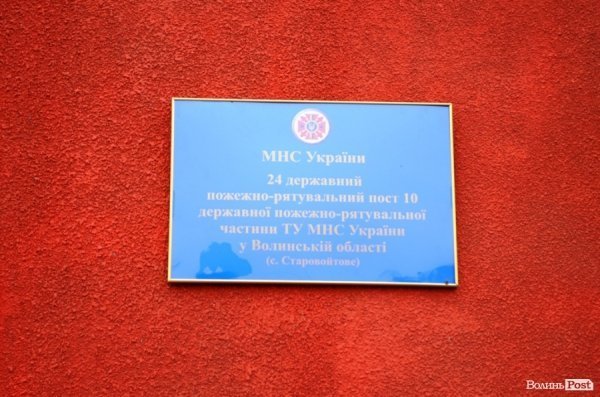 МНС України
24 державний
пожежно-рятувальний пост 10
державної пожежно-рятувальної
частини ТУ МНС України
у Волинській області
(с. Старовойтове)
ВолиньPost